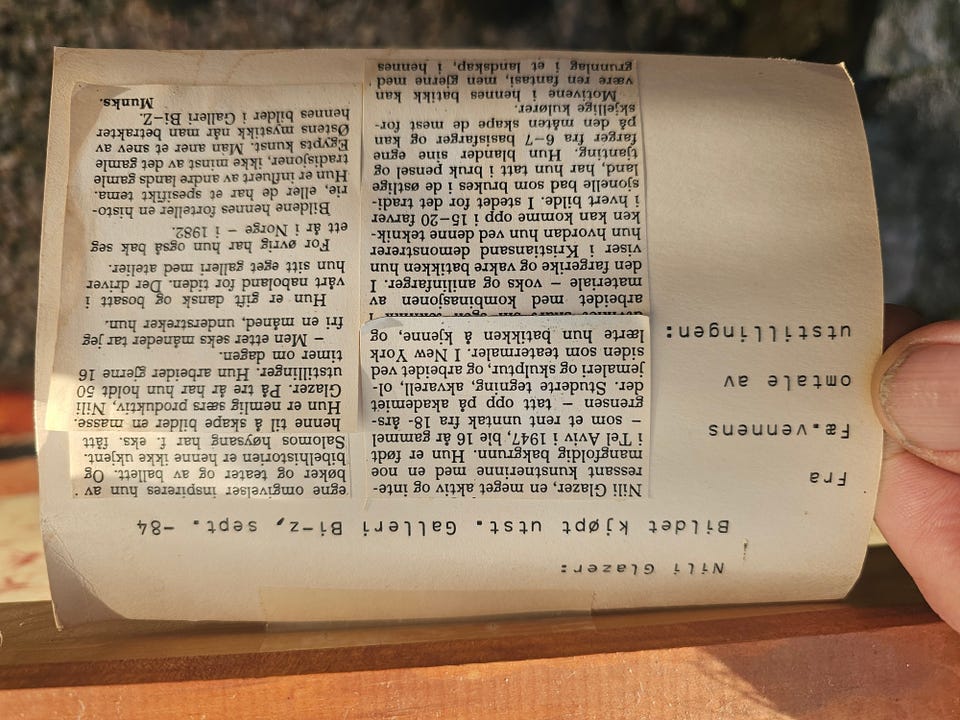 Nili Glazer:
Bildet kjøpt utst. Galleri Bi-z, sept. -84
Fra
Fæ.vennens
omtale av
utstillingen:
Nili Glazer, en meget aktiv og inte-
ressant kunstnerinne med en noe
mangfoldig bakgrunn. Hun er født
i Tel Aviv i 1947, ble 16 år gammel
– som et rent unntak fra 18- års-
grensen – tatt opp på akademiet
der. Studerte tegning, akvarell, ol-
jemaleri og skulptur, og arbeidet ved
siden som teatermaler. I New York
lærte hun batikken å kjenne, og
arbeidet med kombinasjonen av
materiale – voks og anilinfarger. I
den fargerike og vakre batikken hun
viser i Kristiansand demonstrerer
hun hvordan hun ved denne teknik-
ken kan komme opp i 15–20 farver
i hvert bilde. I stedet for det tradi-
sjonelle bad som brukes i de østlige
land, har hun tatt i bruk pensel og
tjanting. Hun blander sine egne
farger fra 6–7 basisfarger og kan
på den måten skape de mest for-
skjellige kulører.
Motivene i hennes batikk kan
være ren fantasi, men gjerne med
grunnlag i et landskap, i hennes
egne omgivelser inspireres hun av
bøker og teater og av ballett. Og
bibelhistorien er henne ikke ukjent.
Salomos høysang har f. eks. fått
henne til å skape bilder en masse.
Hun er nemlig særs produktiv, Nili
Glazer. På tre år har hun holdt 50
utstillinger. Hun arbeider gjerne 16
timer om dagen.
– Men etter seks måneder tar jeg
fri en måned, understreker hun.
Hun er gift dansk og bosatt i
vårt naboland for tiden. Der driver
hun sitt eget galleri med atelier.
For øvrig har hun også bak seg
ett år i Norge – i 1982.
Bildene hennes forteller en histo-
rie, eller de har et spesifikt tema.
Hun er influert av andre lands gamle
tradisjoner, ikke minst av det gamle
Egypts kunst. Man aner et snev av
Østens mystikk når man betrakter
hennes bilder i Galleri Bi-Z.
Munks.